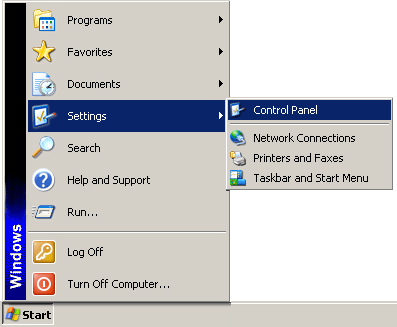 Programs
Favorites
Documents
Settings
Search
Help and Support
Run...
Log Off
Turn Off Computer...
Control Panel
Network Connections
Printers and Faxes
Taskbar and Start Menu
Windows
Start